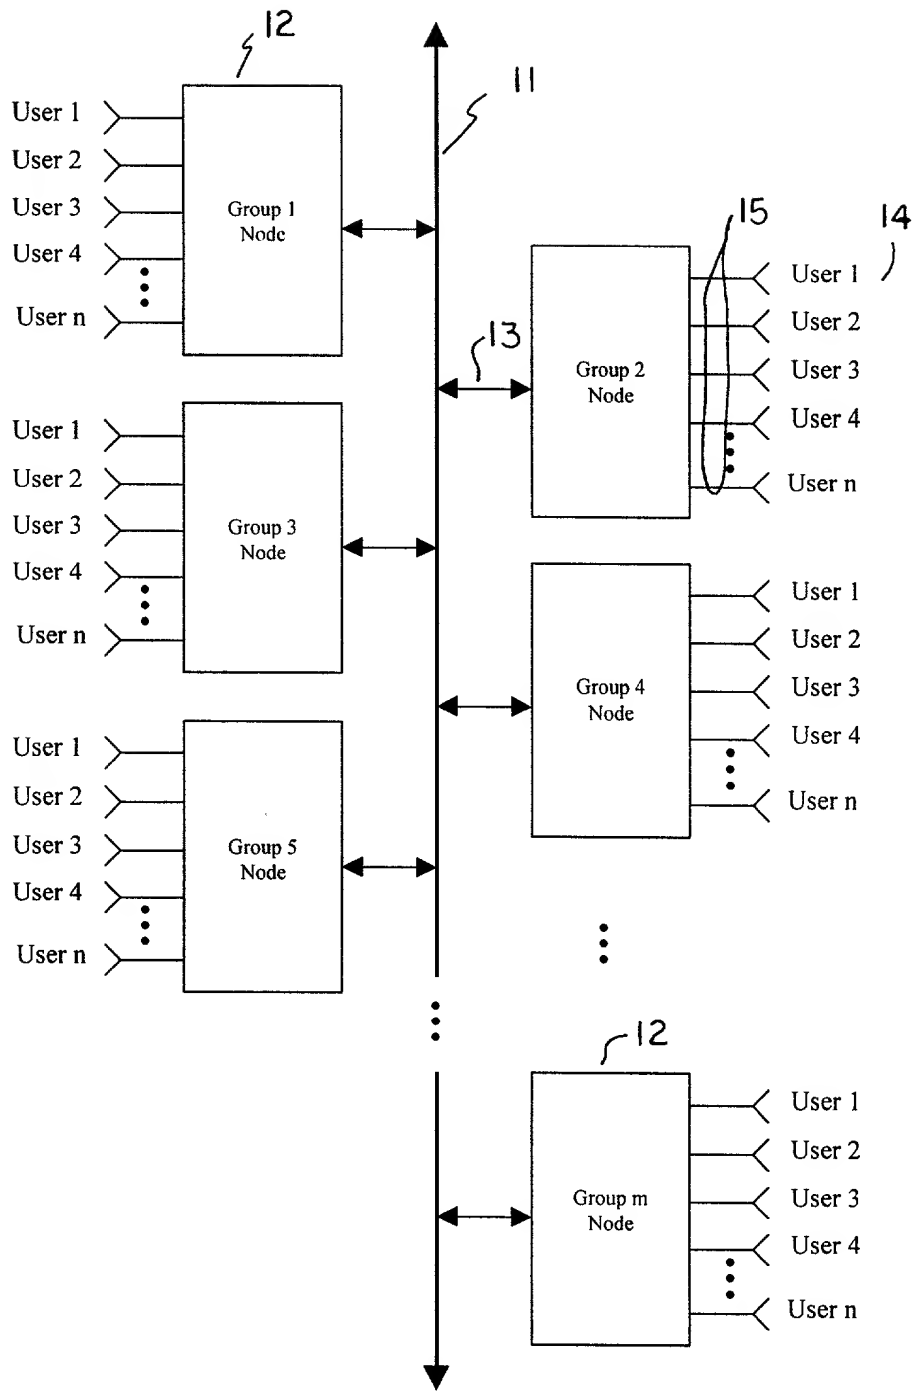 12
11
User 1
User 2
User 3
User 4
User n
Group 1
Node
15
14
User 1
User 2
User 3
User 4
User n
13
Group 2
Node
User 1
User 2
User 3
User 4
User n
Group 3
Node
User 1
User 2
User 3
User 4
User n
Group 4
Node
User 1
User 2
User 3
User 4
User n
Group 5
Node
12
User 1
User 2
User 3
User 4
User n
Group m
Node